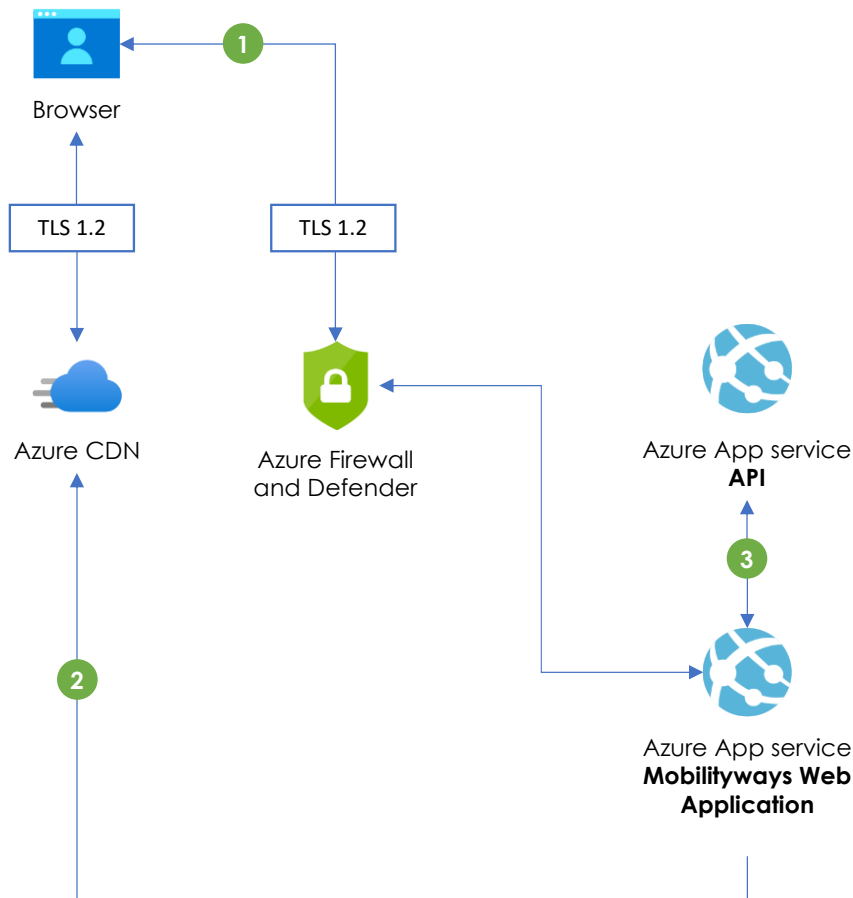 1
Browser
TLS 1.2
TLS 1.2
Azure CDN
Azure Firewall
and Defender
Azure App service
API
3
2
Azure App service
Mobilityways Web
Application